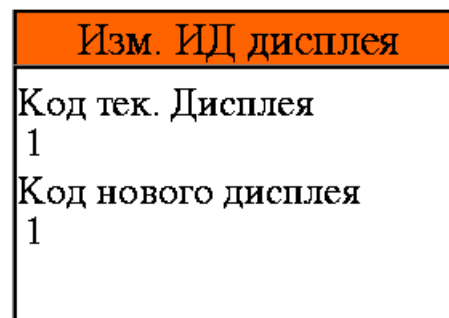 Изм. ИД дисплея
Код тек. Дисплея
1
Код нового дисплея
1